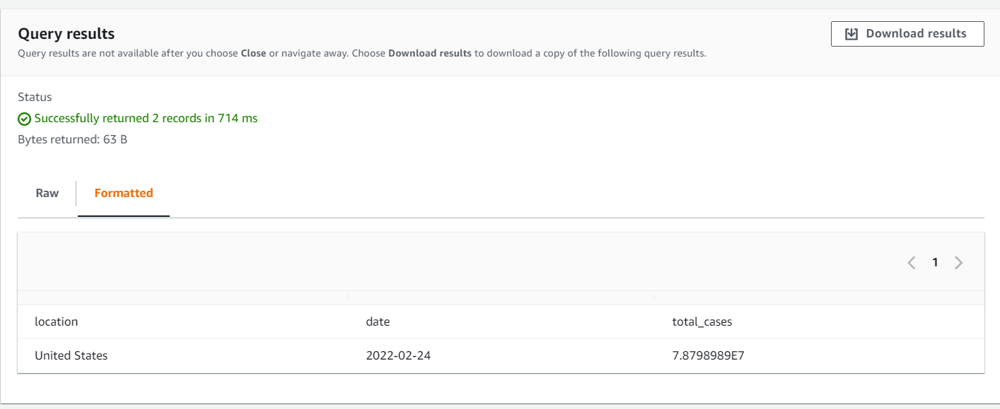 Query results
Download results
Query results are not available after you choose Close or navigate away. Choose Download results to download a copy of the following query results.
Status
Successfully returned 2 records in 714 ms
Bytes returned: 63 B
Raw
Formatted
1
location date total_cases
United States 2022-02-24 7.8798989E7